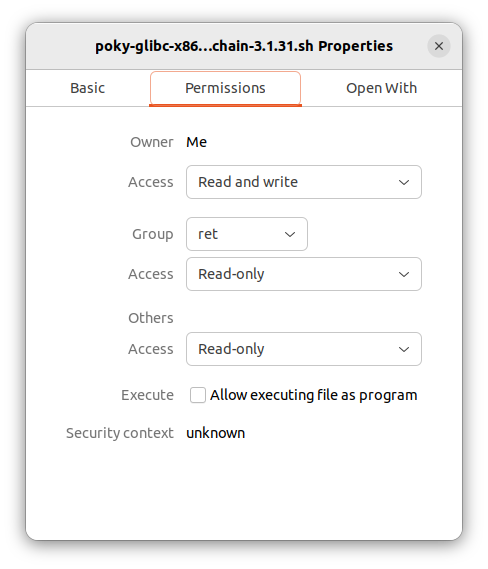 poky-glibc-x86...chain-3.1.31.sh Properties
Basic Permissions Open With
Owner Me
Access Read and write
Group ret
Access Read-only
Others
Access Read-only
Execute Allow executing file as program
Security context unknown